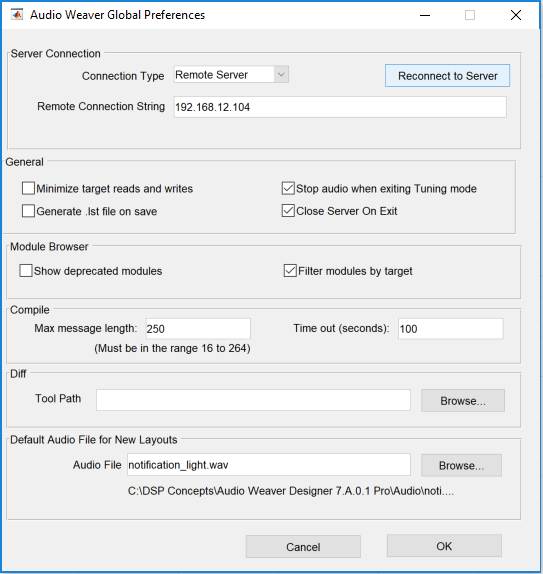 Audio Weaver Global Preferences
Server Connection
Connection Type Remote Server Reconnect to Server
Remote Connection String 192.168.12.104
General
Minimize target reads and writes Stop audio when exiting Tuning mode
Generate .lst file on save Close Server On Exit
Module Browser
Show deprecated modules Filter modules by target
Compile
Max message length: 250 Time out (seconds): 100
(Must be in the range 16 to 264)
Diff
Tool Path Browse...
Default Audio File for New Layouts
Audio File notification_light.wav Browse...
C:\DSP Concepts\Audio Weaver Designer 7.A.0.1 Pro\Audio\noti....
Cancel OK